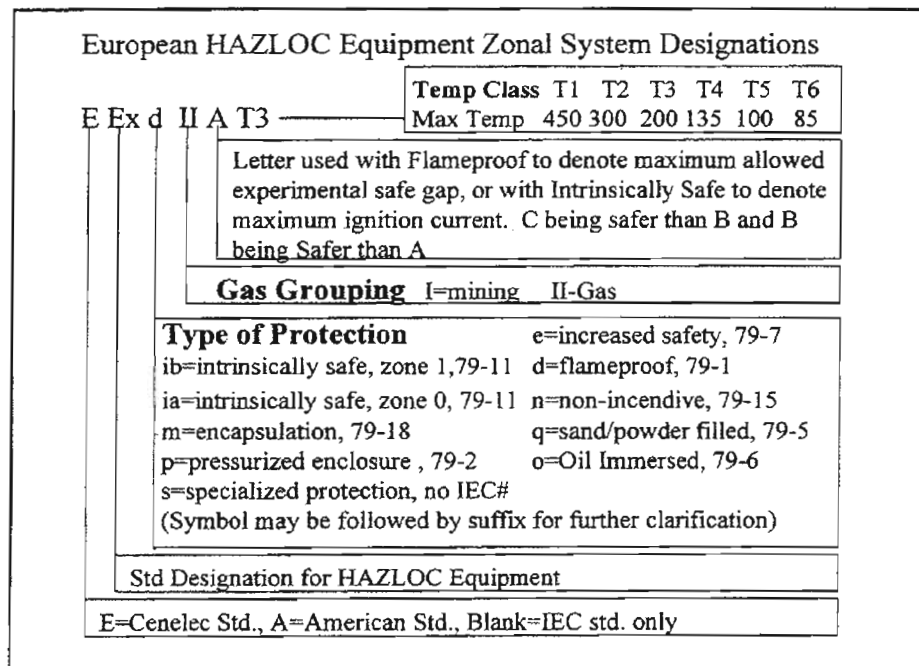 European HAZLOC Equipment Zonal System Designations
Temp Class T1 T2 T3 T4 T5 T6
E Ex d II A T3 Max Temp 450 300 200 135 100 85
Letter used with Flameproof to denote maximum allowed
experimental safe gap, or with Intrinsically Safe to denote
maximum ignition current. C being safer than B and B
being Safer than A
Gas Grouping I=mining II-Gas
Type of Protection e=increased safety, 79-7
ib=intrinsically safe, zone 1,79-11 d=flameproof, 79-1
ia=intrinsically safe, zone 0, 79-11 n=non-incendive, 79-15
m=encapsulation, 79-18 q=sand/powder filled, 79-5
p=pressurized enclosure , 79-2 o=Oil Immersed, 79-6
s=specialized protection, no IEC#
(Symbol may be followed by suffix for further clarification)
Std Designation for HAZLOC Equipment
E=Cenelec Std., A=American Std., Blank=IEC std. only